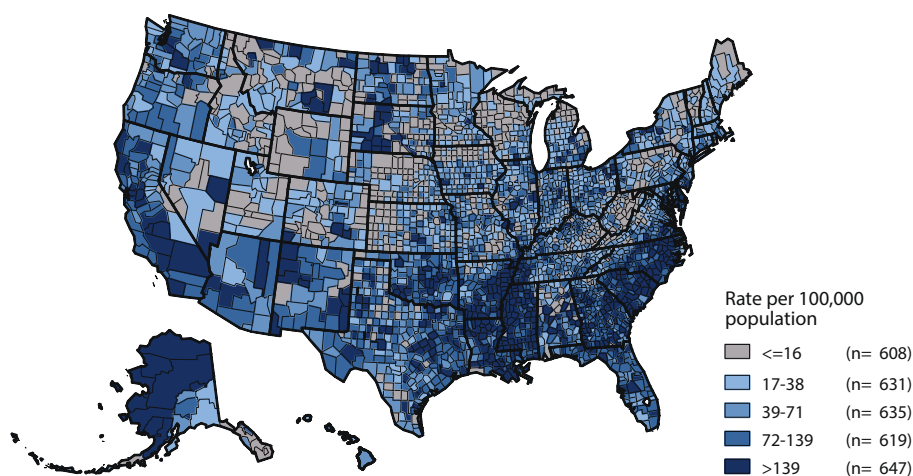 Rate per 100,000
population
<=16 (n= 608)
17-38 (n= 631)
39-71 (n= 635)
72-139 (n= 619)
>139 (n= 647)